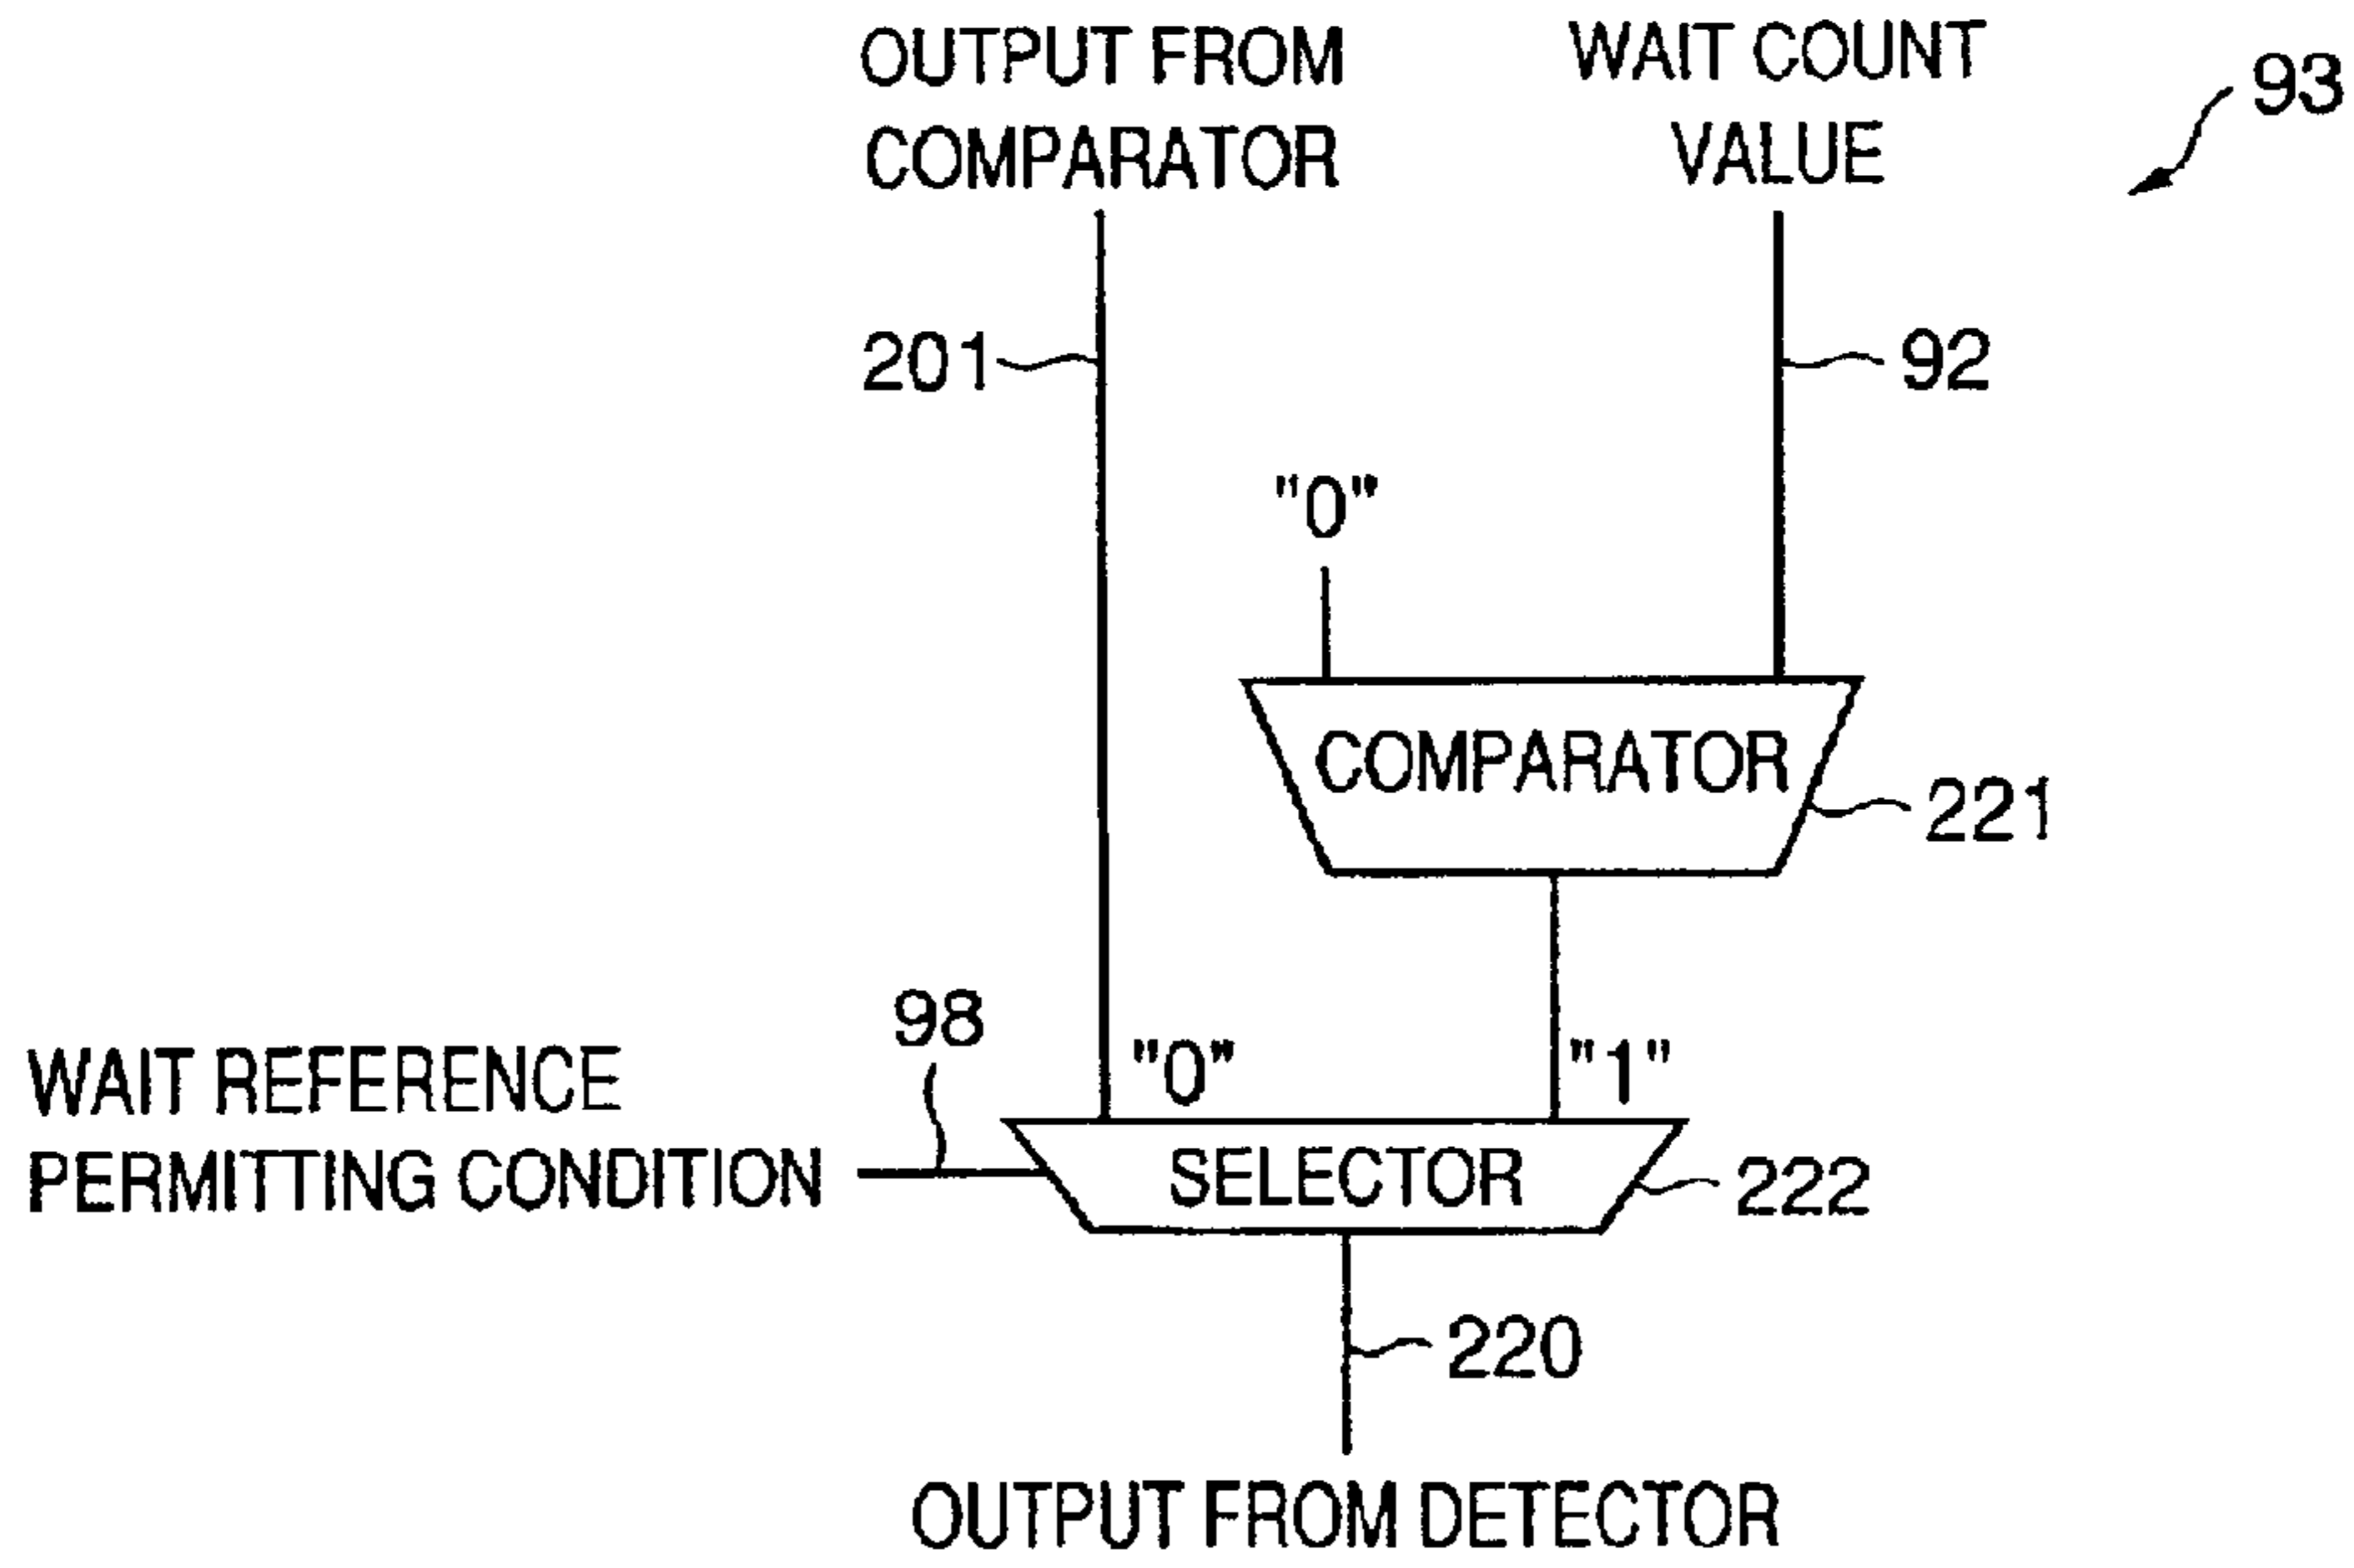 OUTPUT FROM
COMPARATOR
WAIT COUNT
VALUE
93
201
92
"0"
COMPARATOR
221
98
"0"
"1"
WAIT REFERENCE
PERMITTING CONDITION
SELECTOR
222
220
OUTPUT FROM DETECTOR